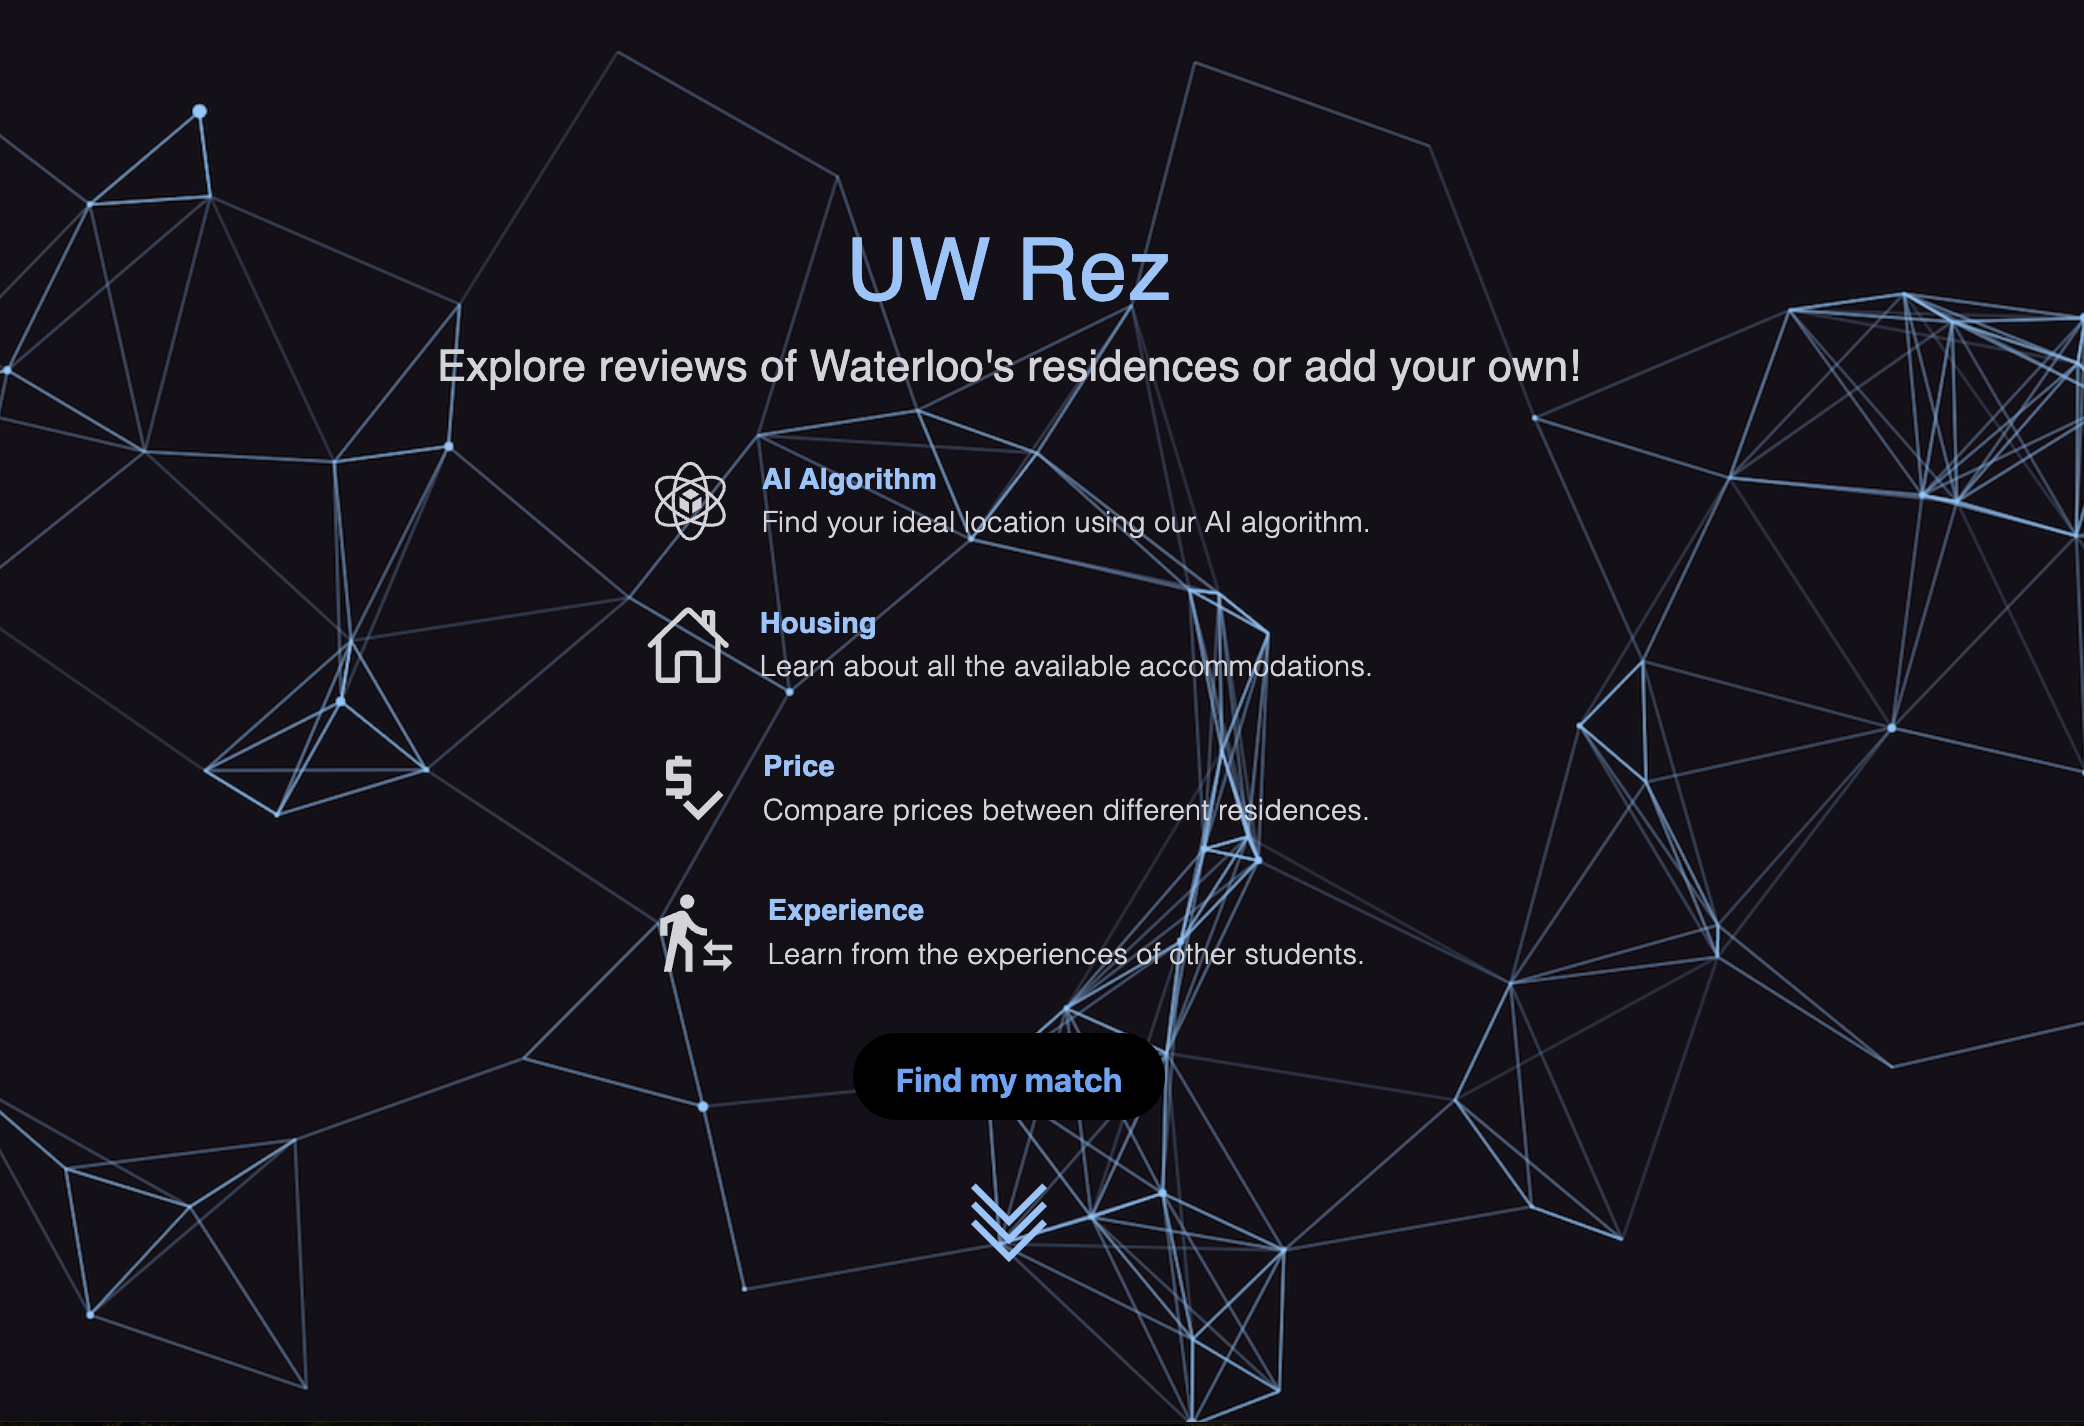 UW Rez
Explore reviews of Waterloo's residences or add your own!
AI Algorithm
Find your ideal location using our AI algorithm.
Housing
Learn about all the available accommodations.
Price
Compare prices between different residences.
Experience
Learn from the experiences of other students.
Find my match